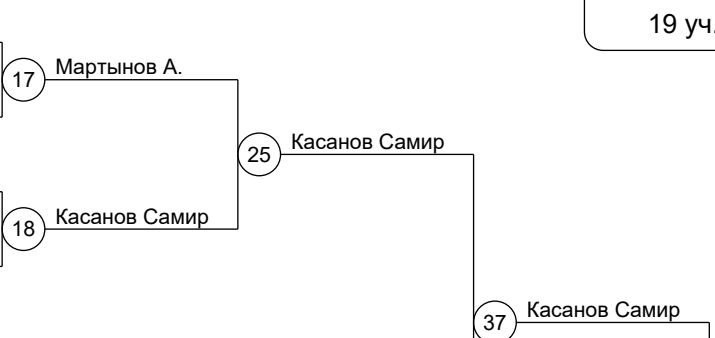 19 уч.
17 Мартынов А.
25 Касанов Самир
18 Касанов Самир
37 Касанов Самир